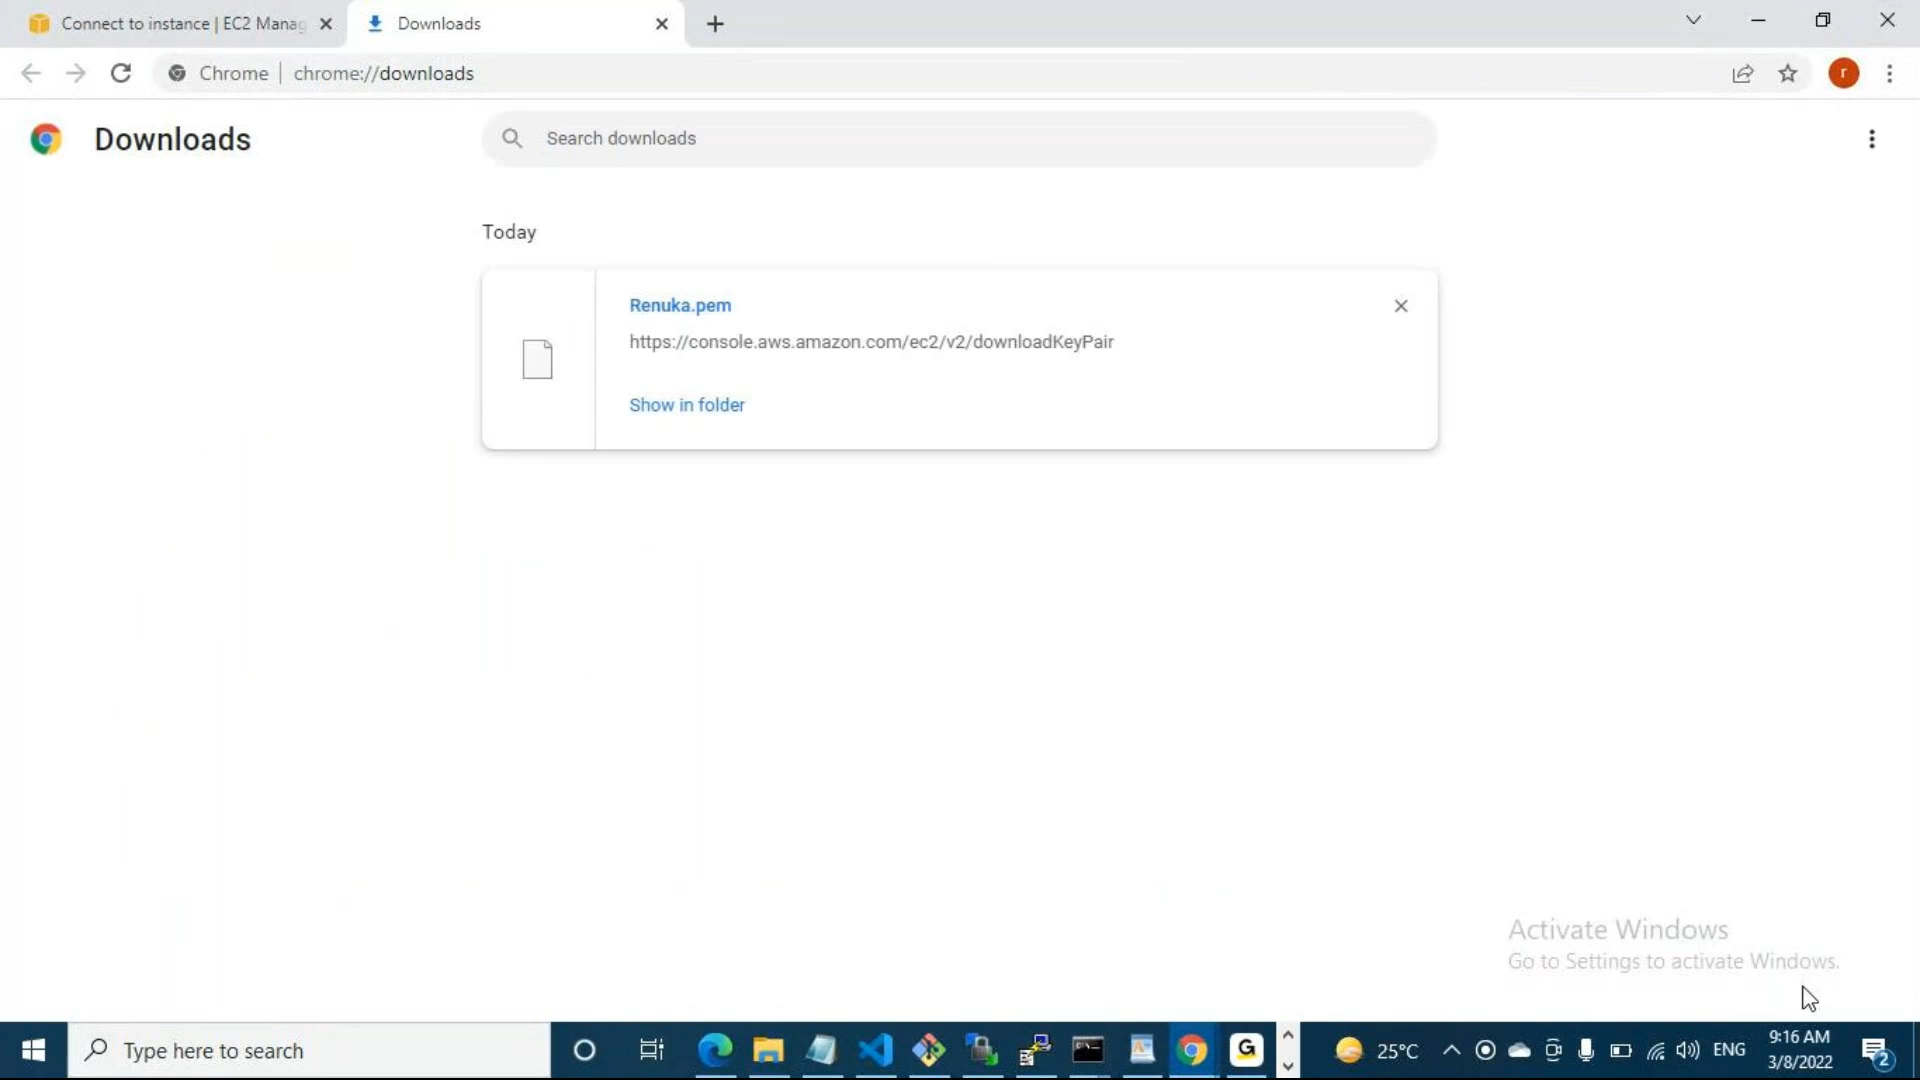 Connect to instance | EC2 Manag
Downloads
Chrome | chrome://downloads
r
Downloads
Search downloads
Today
Renuka.pem
https://console.aws.amazon.com/ec2/v2/downloadKeyPair
Show in folder
Activate Windows
Go to Settings to activate Windows.
Type here to search
G
25°C
ENG
9:16 AM
3/8/2022
2